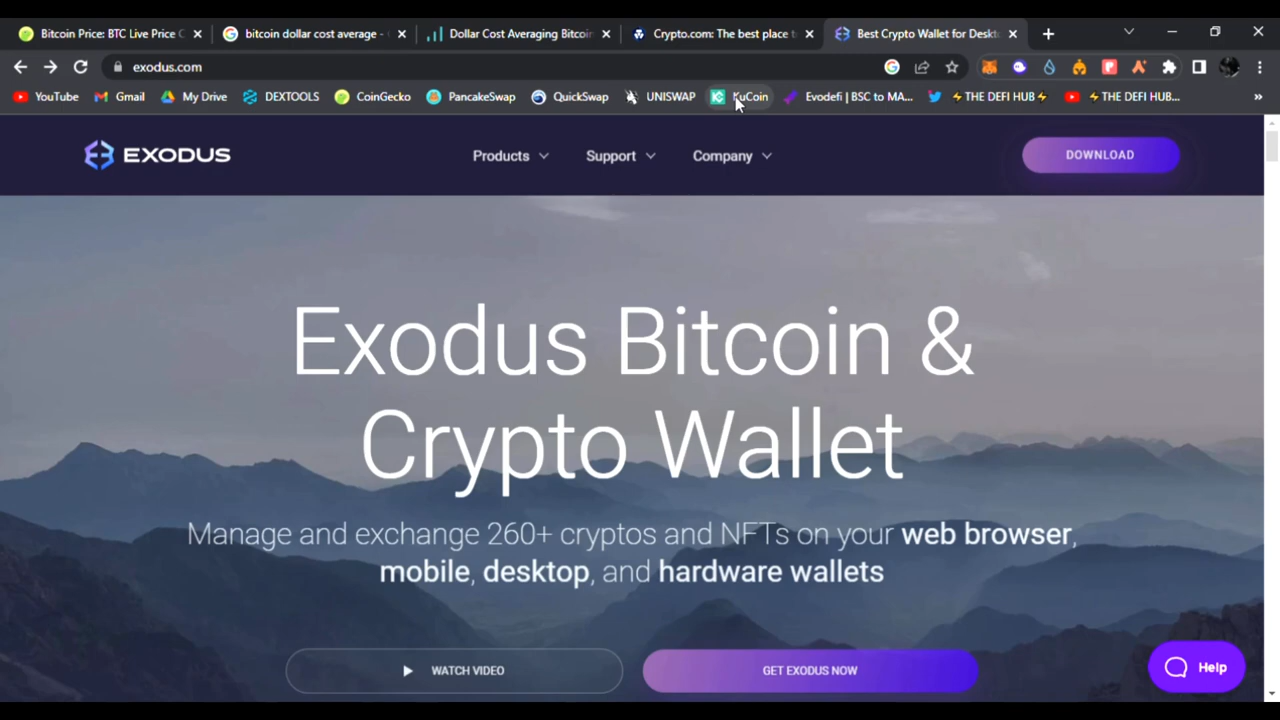 Bitcoin Price: BTC Live Price C
bitcoin dollar cost average -
Dollar Cost Averaging Bitcoin
Crypto.com: The best place t
Best Crypto Wallet for Deskt
exodus.com
YouTube
Gmail
My Drive
DEXTOOLS
CoinGecko
PancakeSwap
QuickSwap
UNISWAP
KuCoin
Evodefi | BSC to MA...
⚡THE DEFI HUB⚡
⚡THE DEFI HUB...
EXODUS
Products
Support
Company
DOWNLOAD
Exodus Bitcoin &
Crypto Wallet
Manage and exchange 260+ cryptos and NFTs on your web browser,
mobile, desktop, and hardware wallets
WATCH VIDEO
GET EXODUS NOW
Help